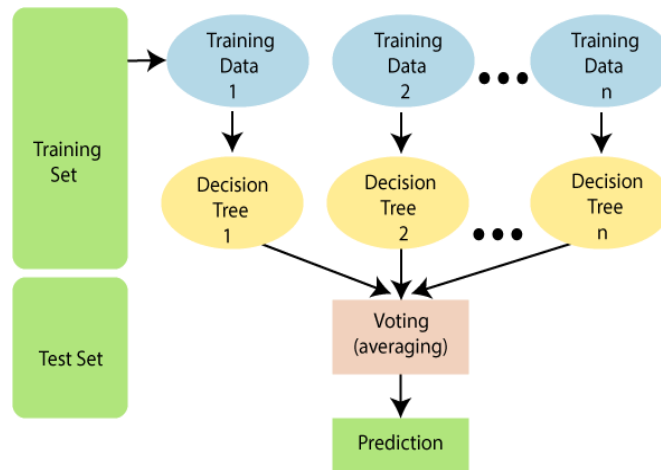 Training
Set
Training
Data
1
Training
Data
2
Training
Data
n
Decision
Tree
1
Decision
Tree
2
Decision
Tree
n
Voting
(averaging)
Test Set
Prediction